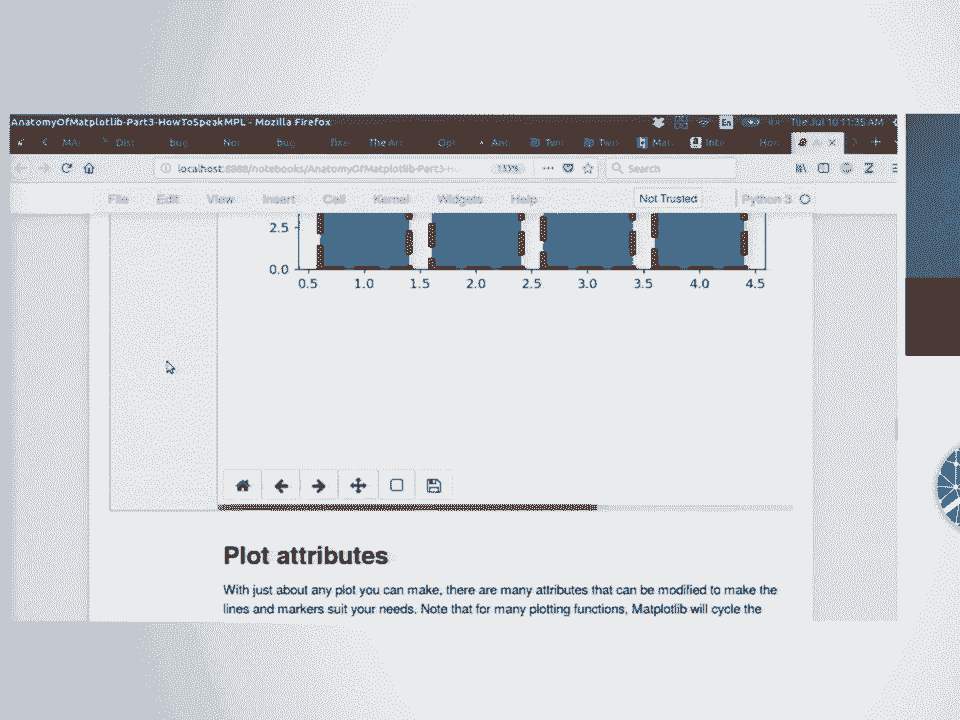 AnatomyOfMatplotlib-Part3-HowToSpeakMPL - Mozilla Firefox En Tue Jul 10 11:35 AM
MA Dist bug No bug The Ar Op An Twi Twi Mat Inte Ho
localhost:8888/notebooks/AnatomyOfMatplotlib-Part3-H 133% Search
File Edit View Insert Cell Kernel Widgets Help Not Trusted Python 3
2.5
0.0
0.5 1.0 1.5 2.0 2.5 3.0 3.5 4.0 4.5
Plot attributes
With just about any plot you can make, there are many attributes that can be modified to make the
lines and markers suit your needs. Note that for many plotting functions, Matplotlib will cycle the